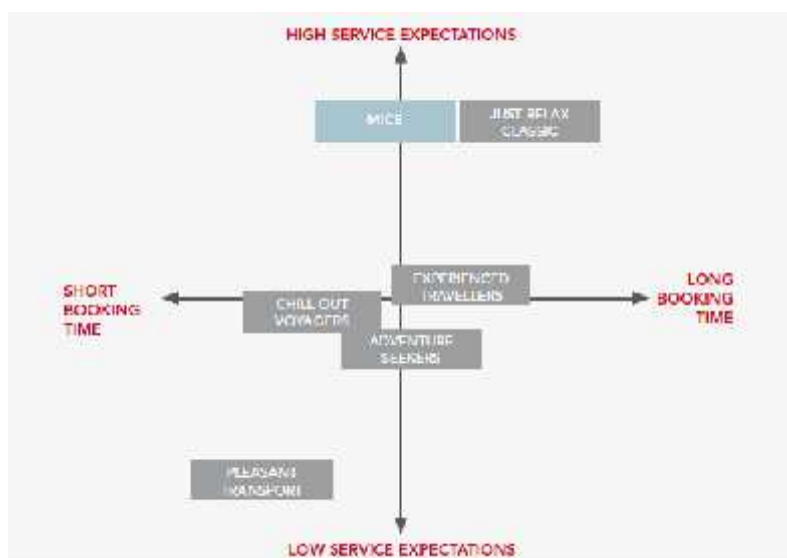 HIGH SERVICE EXPECTATIONS
MICE
JUST RELAX
CLASSIC
EXPERIENCED
TRAVELLERS
SHORT
BOOKING
TIME
LONG
BOOKING
TIME
CHILL OUT
VOYAGERS
ADVENTURE
SEEKERS
PLEASANT
TRANSPORT
LOW SERVICE EXPECTATIONS